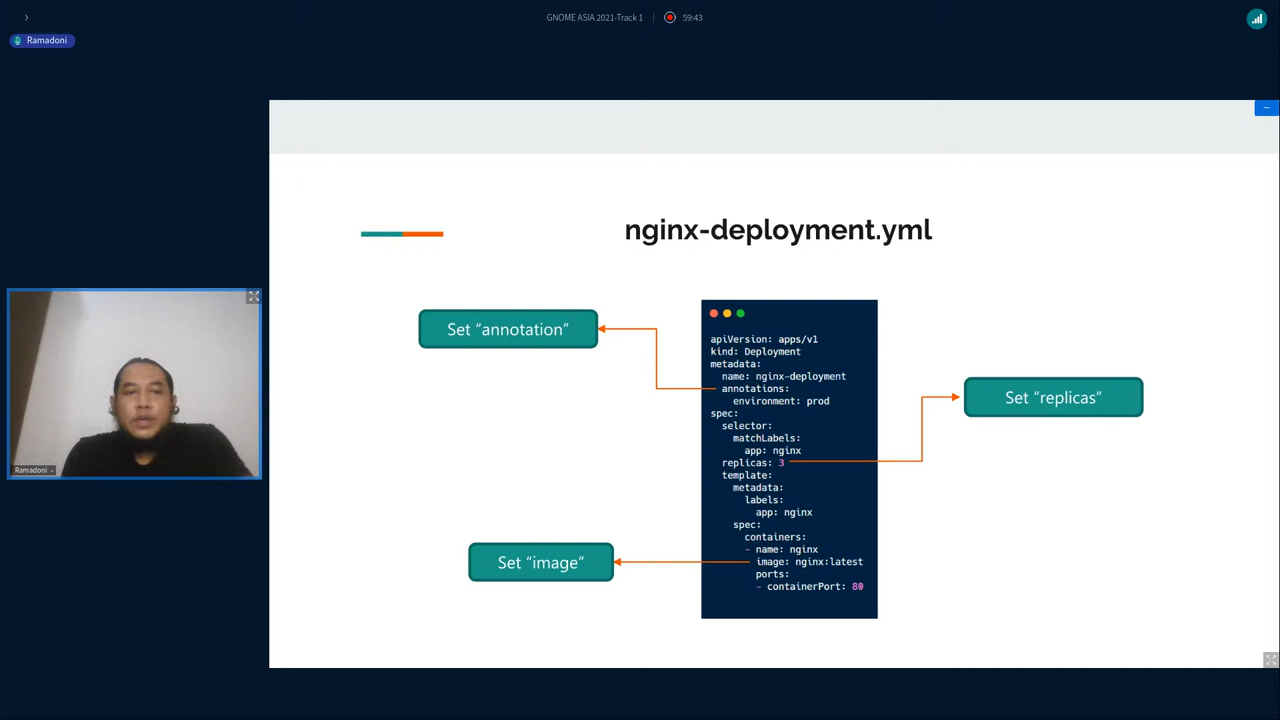 GNOME ASIA 2021-Track 1
59:43
Ramadoni
nginx-deployment.yml
Set “annotation”
apiVersion: apps/v1
kind: Deployment
metadata:
  name: nginx-deployment
  annotations:
    environment: prod
spec:
  selector:
    matchLabels:
      app: nginx
  replicas: 3
  template:
    metadata:
      labels:
        app: nginx
    spec:
      containers:
      - name: nginx
        image: nginx:latest
        ports:
        - containerPort: 80
Set “replicas”
Set “image”
Ramadoni